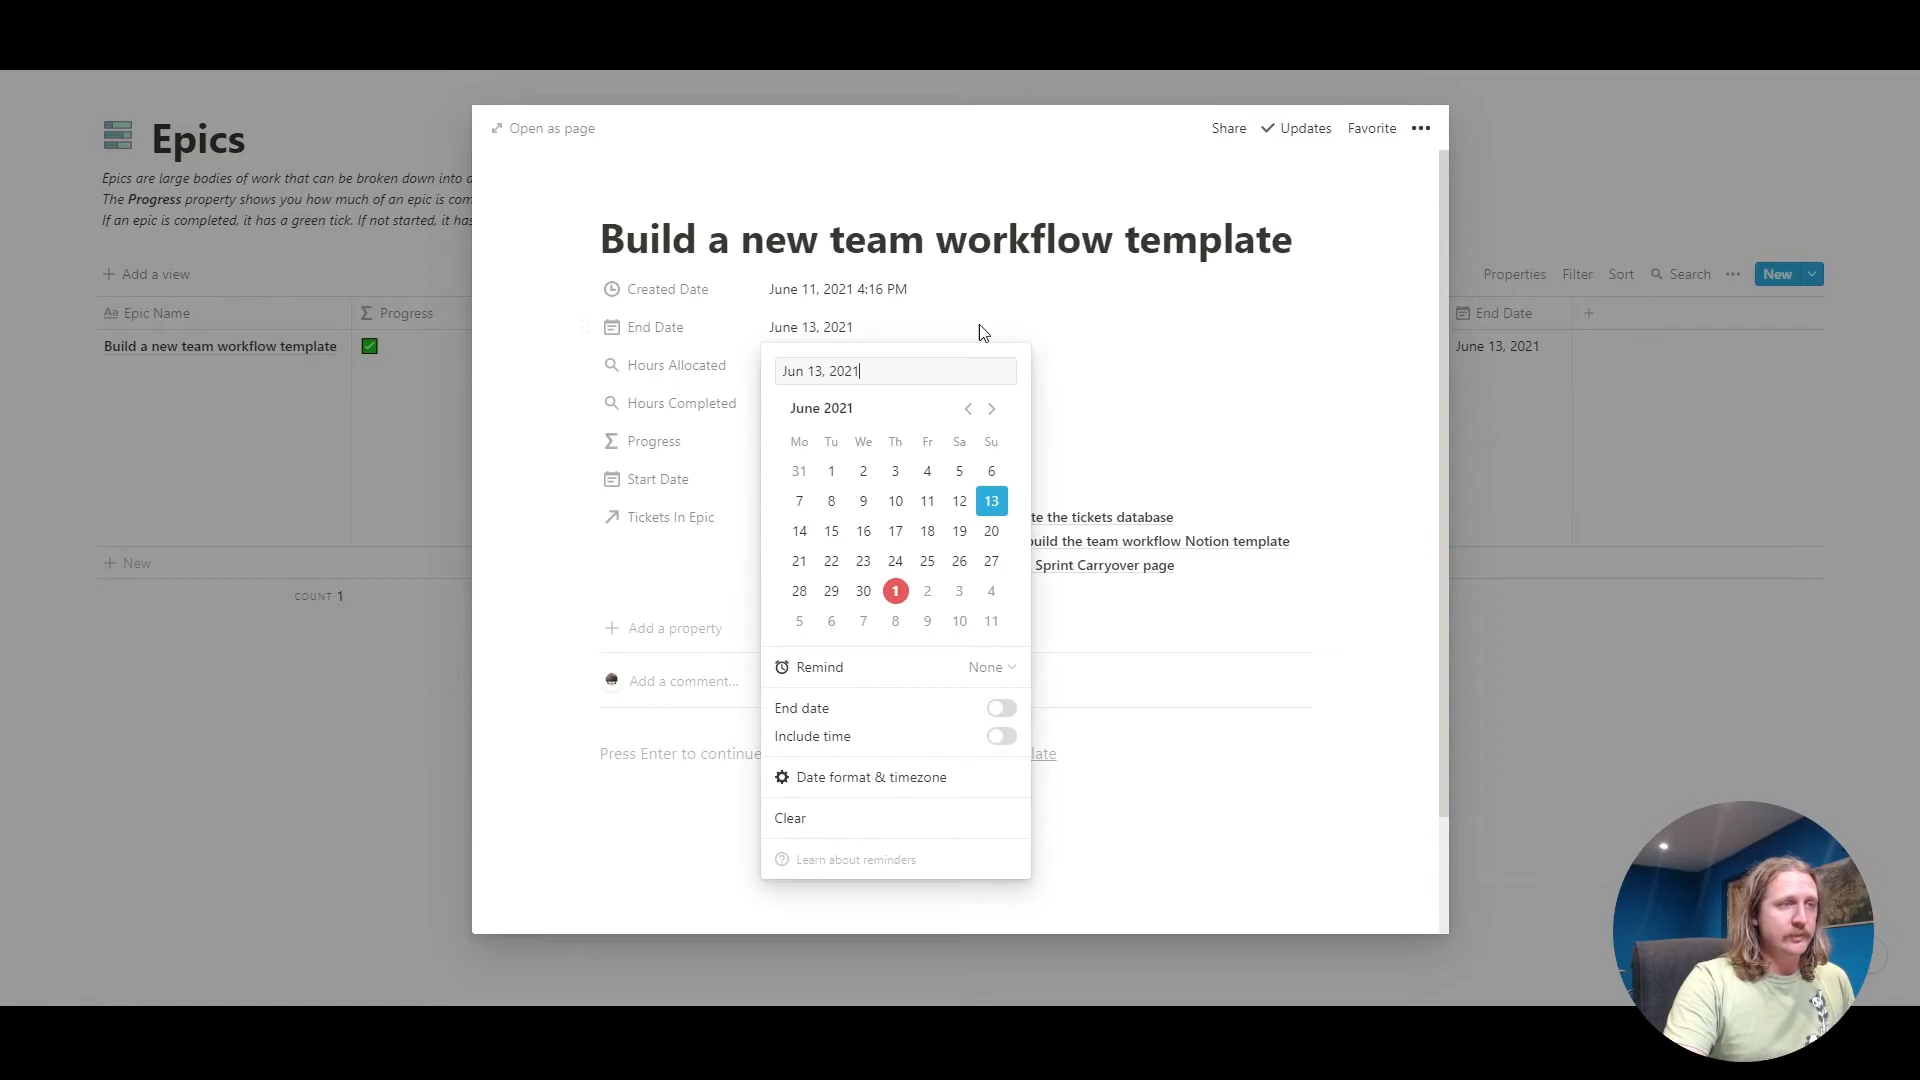 Epics
Epics are large bodies of work that can be broken down into
The Progress property shows you how much of an epic is
If an epic is completed, it has a green tick. If not started, it
+ Add a view
Properties Filter Sort Search ••• New
Aa Epic Name Σ Progress End Date +
Build a new team workflow template June 13, 2021
+ New
COUNT 1
Open as page Share Updates Favorite •••
Build a new team workflow template
Created Date June 11, 2021 4:16 PM
End Date June 13, 2021
Hours Allocated
Hours Completed
Σ Progress
Start Date
Tickets In Epic
the tickets database
the team workflow Notion template
Sprint Carryover page
+ Add a property
Add a comment...
Press Enter to continue
Jun 13, 2021
June 2021
Mo Tu We Th Fr Sa Su
31 1 2 3 4 5 6
7 8 9 10 11 12 13
14 15 16 17 18 19 20
21 22 23 24 25 26 27
28 29 30 1 2 3 4
5 6 7 8 9 10 11
Remind None
End date
Include time
Date format & timezone
Clear
Learn about reminders